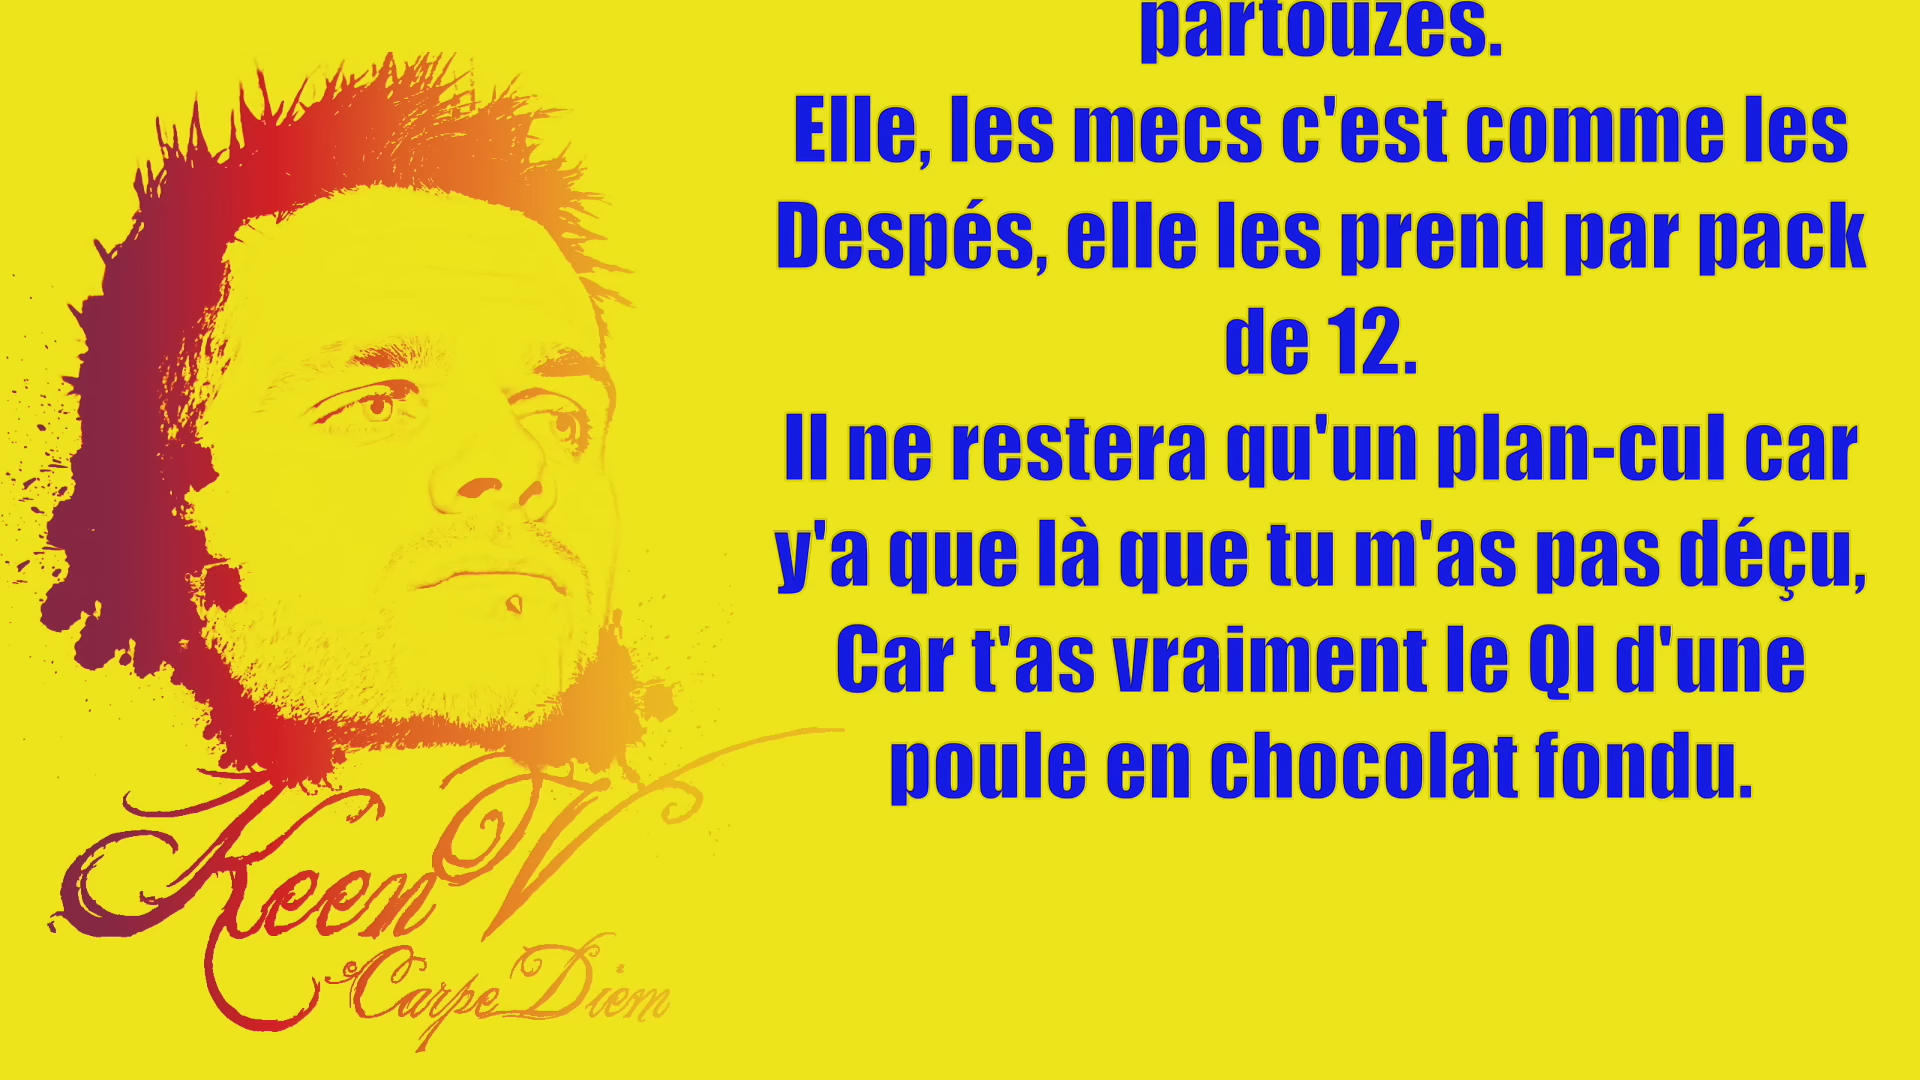 partouzes.
Elle, les mecs c'est comme les
Despés, elle les prend par pack
de 12.
Il ne restera qu'un plan-cul car
y'a que là que tu m'as pas déçu,
Car t'as vraiment le QI d'une
poule en chocolat fondu.
Keen V
Carpe Diem